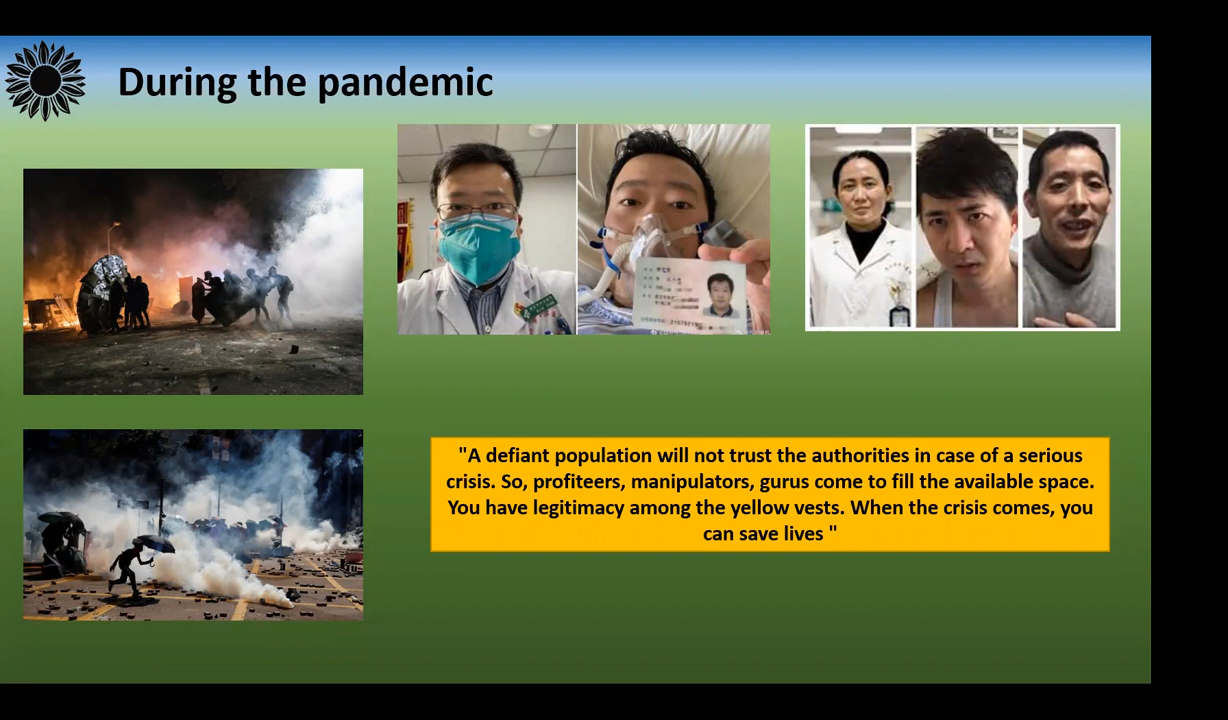 During the pandemic
"A defiant population will not trust the authorities in case of a serious
crisis. So, profiteers, manipulators, gurus come to fill the available space.
You have legitimacy among the yellow vests. When the crisis comes, you
can save lives "